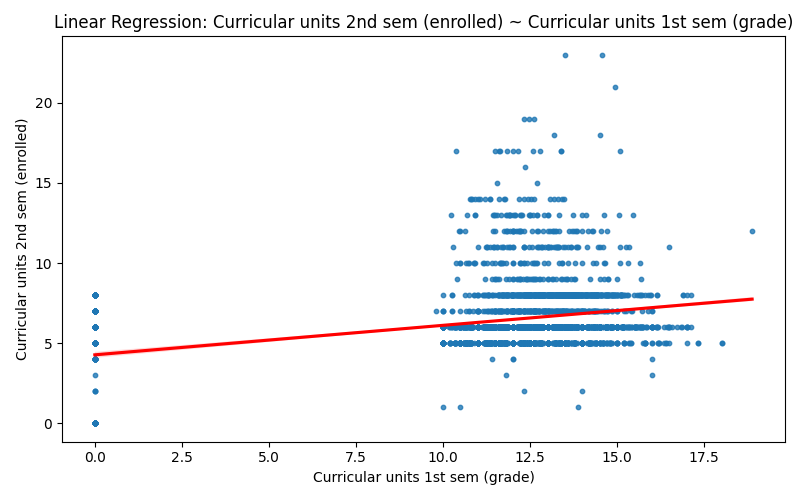 Linear Regression: Curricular units 2nd sem (enrolled) ~ Curricular units 1st sem (grade)
Curricular units 2nd sem (enrolled)
20
15
10
5
0
0.0 2.5 5.0 7.5 10.0 12.5 15.0 17.5
Curricular units 1st sem (grade)